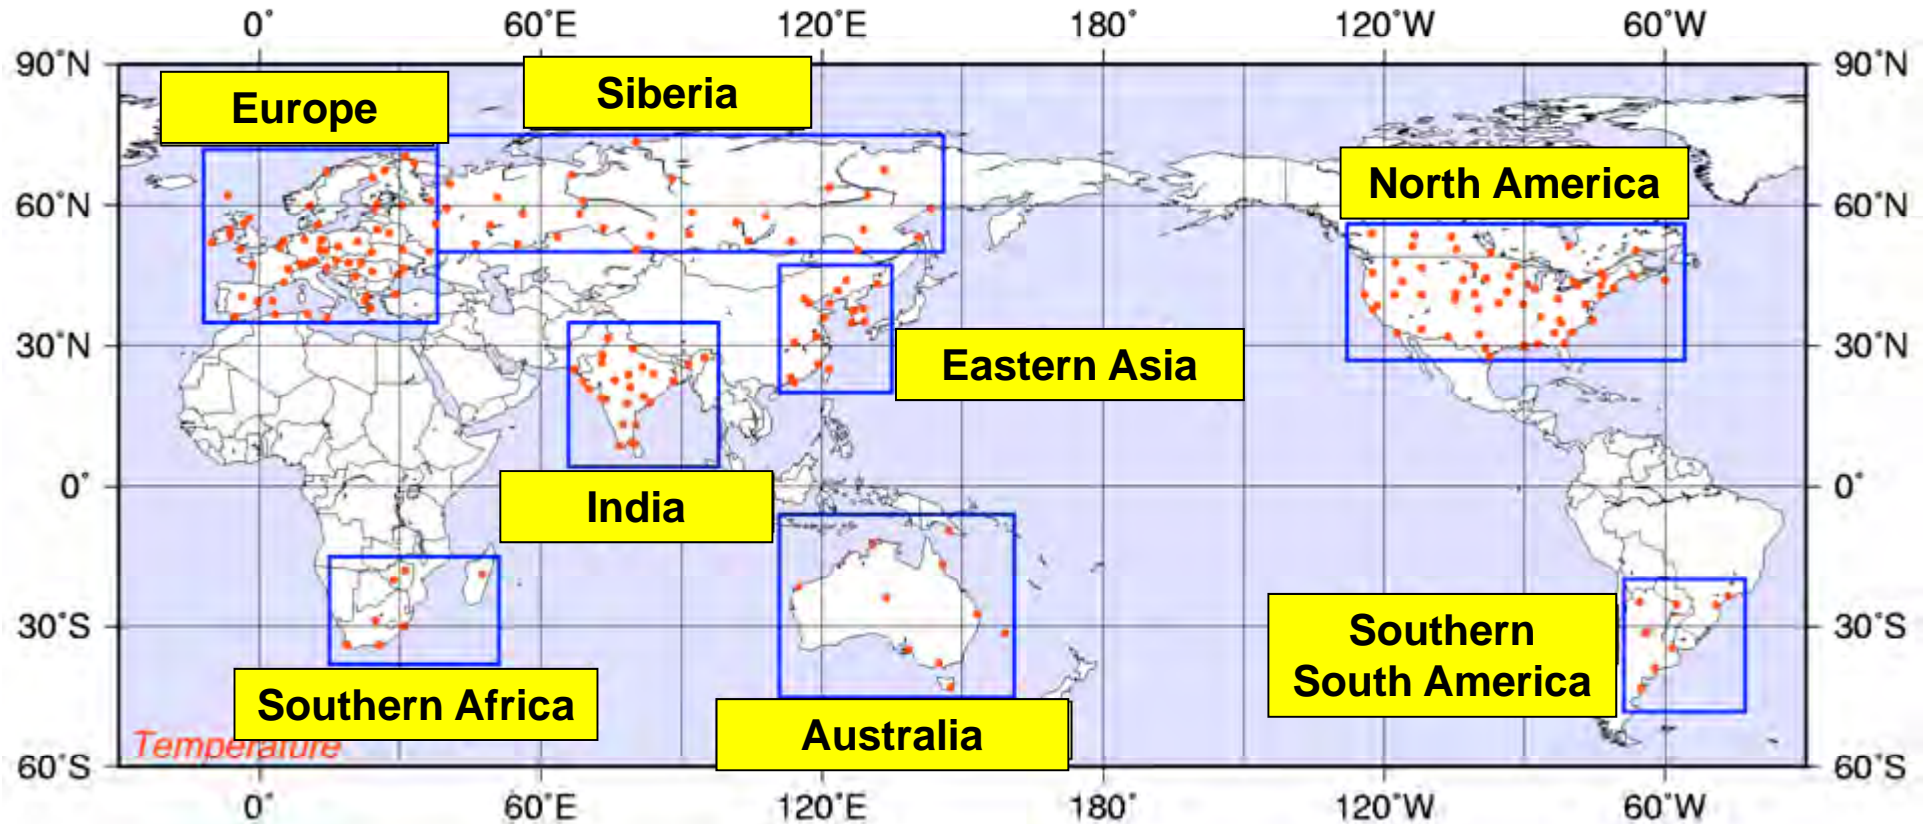 0° 60°E 120°E 180° 120°W 60°W
90°N 90°N
Siberia
Europe
North America
60°N 60°N
30°N 30°N
Eastern Asia
0° 0°
India
30°S 30°S
Southern
South America
Southern Africa
Australia
Temperature
60°S 60°S
0° 60°E 120°E 180° 120°W 60°W